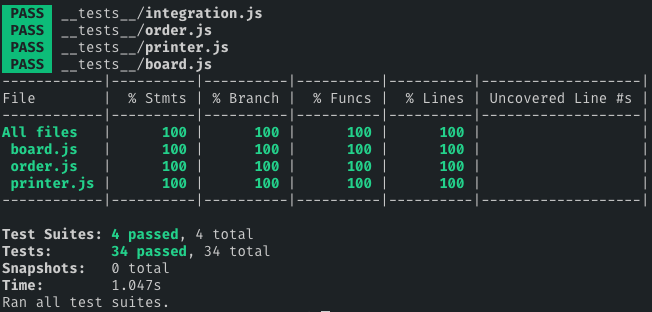 PASS __tests__/integration.js
PASS __tests__/order.js
PASS __tests__/printer.js
PASS __tests__/board.js
------------|----------|----------|----------|----------|-------------------|
File        | % Stmts | % Branch | % Funcs | % Lines | Uncovered Line #s |
------------|----------|----------|----------|----------|-------------------|
All files   | 100 | 100 | 100 | 100 | |
board.js   | 100 | 100 | 100 | 100 | |
order.js   | 100 | 100 | 100 | 100 | |
printer.js | 100 | 100 | 100 | 100 | |
------------|----------|----------|----------|----------|-------------------|
Test Suites: 4 passed, 4 total
Tests:       34 passed, 34 total
Snapshots:   0 total
Time:        1.047s
Ran all test suites.